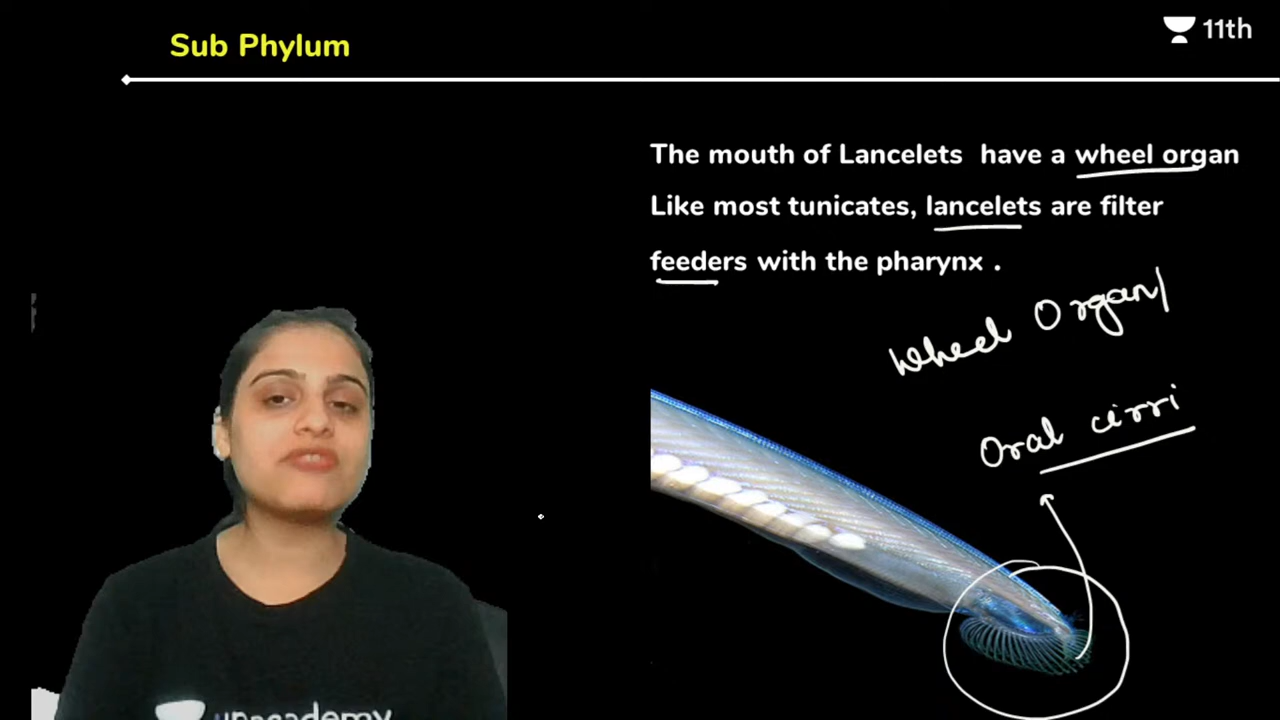 Sub Phylum
11th
The mouth of Lancelets have a wheel organ
Like most tunicates, lancelets are filter
feeders with the pharynx .
Wheel Organ/
Oral cirri
unacademy